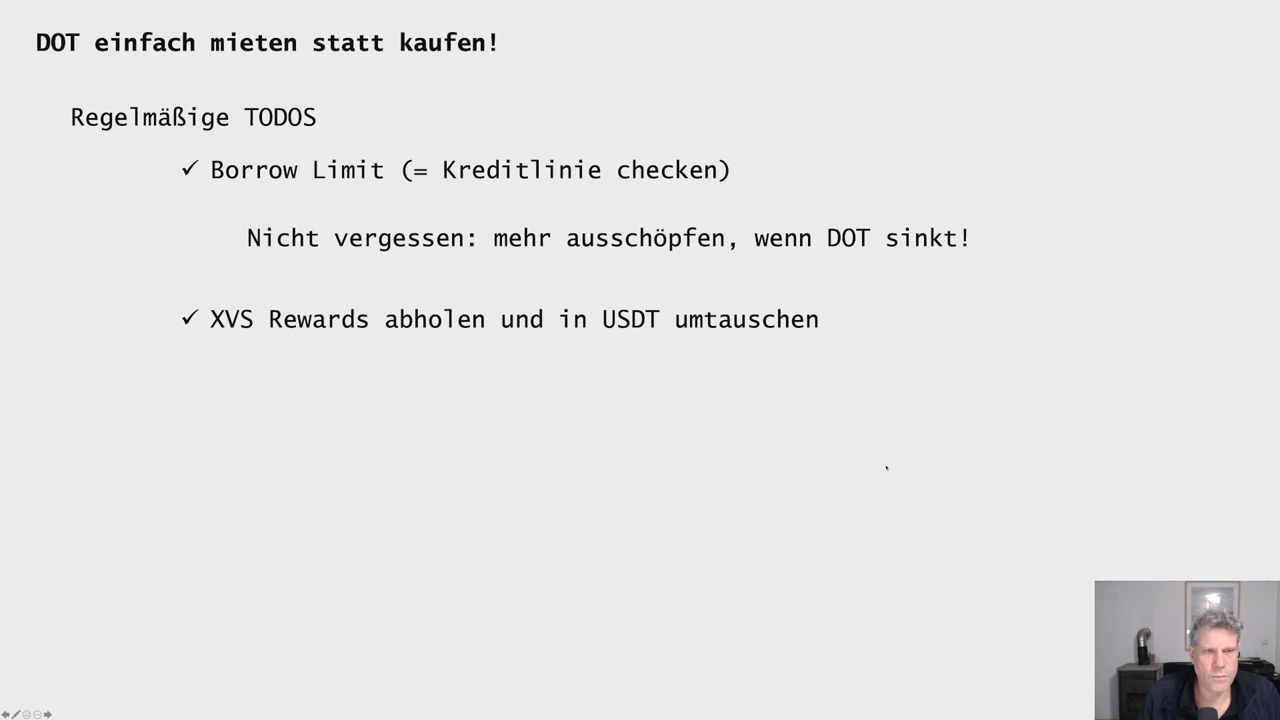 DOT einfach mieten statt kaufen!
Regelmäßige TODOS
✓ Borrow Limit (= Kreditlinie checken)
Nicht vergessen: mehr ausschöpfen, wenn DOT sinkt!
✓ XVS Rewards abholen und in USDT umtauschen